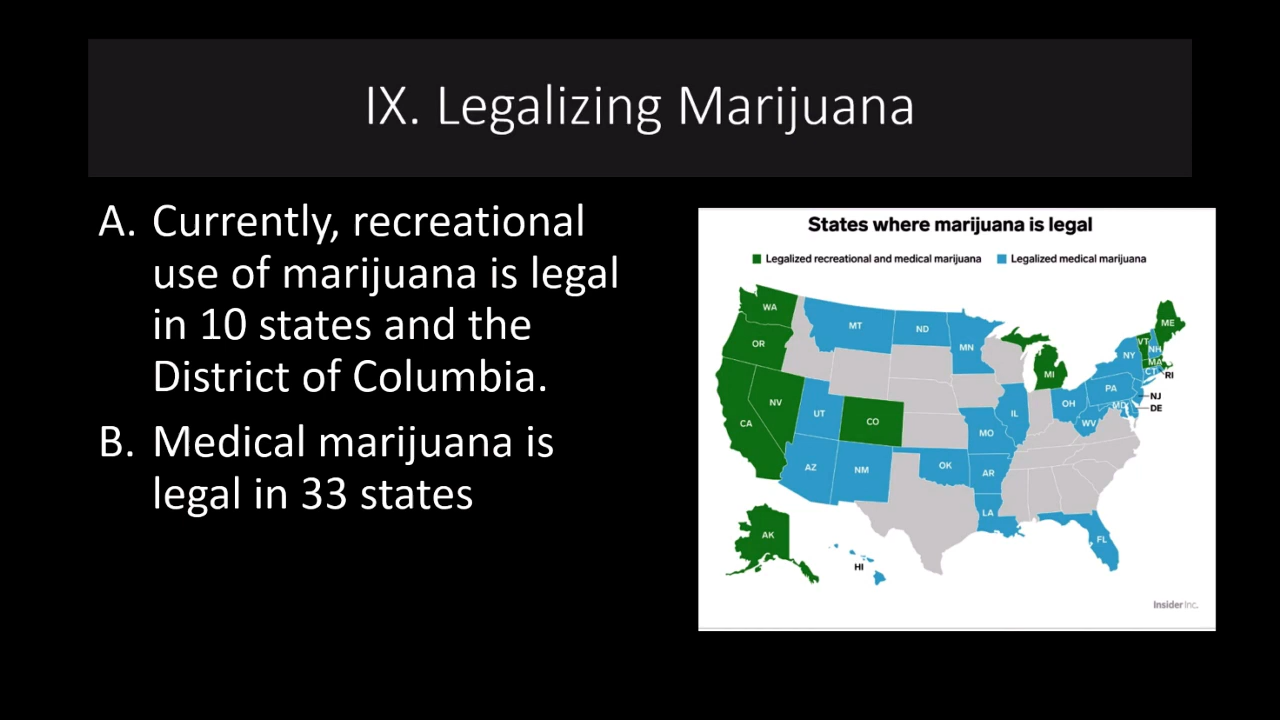 IX. Legalizing Marijuana
A. Currently, recreational
use of marijuana is legal
in 10 states and the
District of Columbia.
B. Medical marijuana is
legal in 33 states
States where marijuana is legal
Legalized recreational and medical marijuana
Legalized medical marijuana
WA
MT
ND
MN
OR
ME
VT
NH
NY
MA
CT
RI
MI
NV
CA
UT
CO
IL
OH
PA
NJ
DE
MD
WV
MO
AZ
NM
OK
AR
LA
FL
AK
HI
Insider Inc.